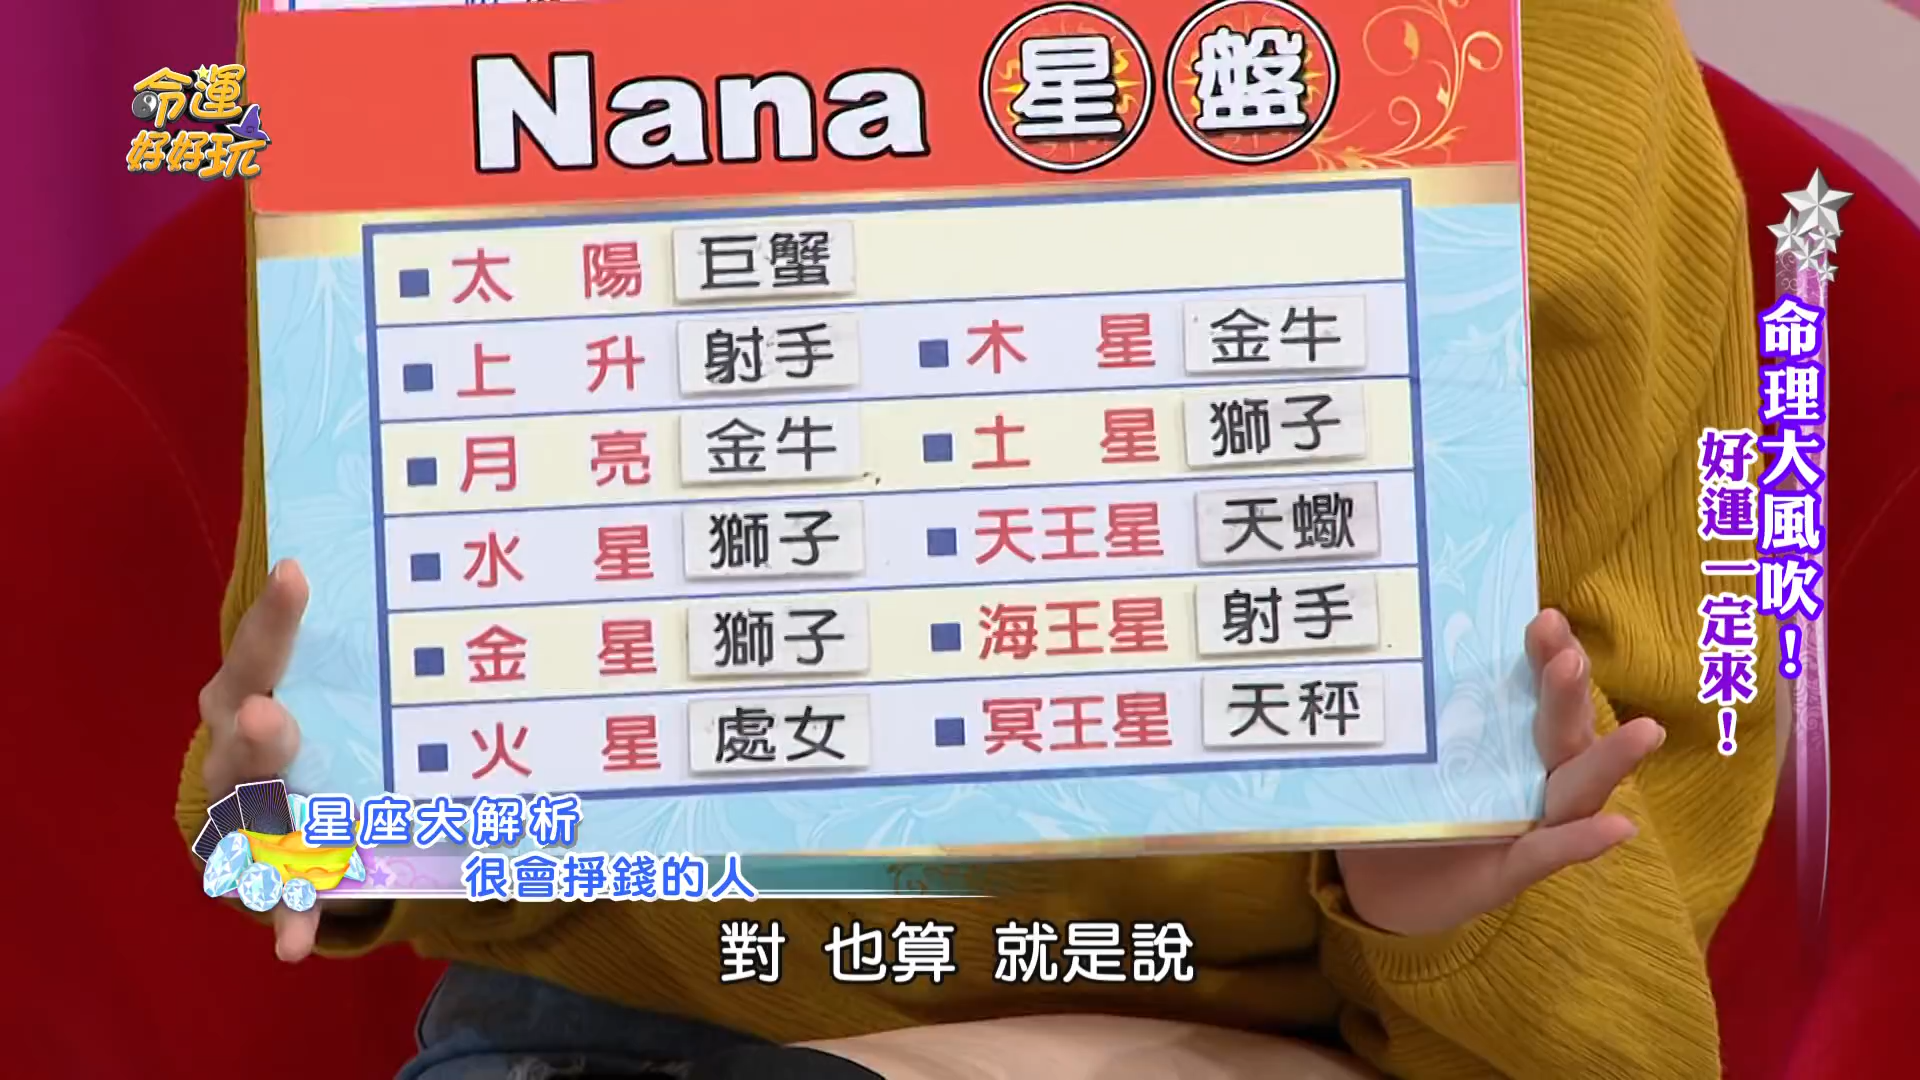 命運
好好玩
Nana 星盤
太陽 巨蟹
上升 射手 木星 金牛
月亮 金牛 土星 獅子
水星 獅子 天王星 天蠍
金星 獅子 海王星 射手
火星 處女 冥王星 天秤
命理大風吹！
好運一定來！
星座大解析
很會掙錢的人
對 也算 就是說